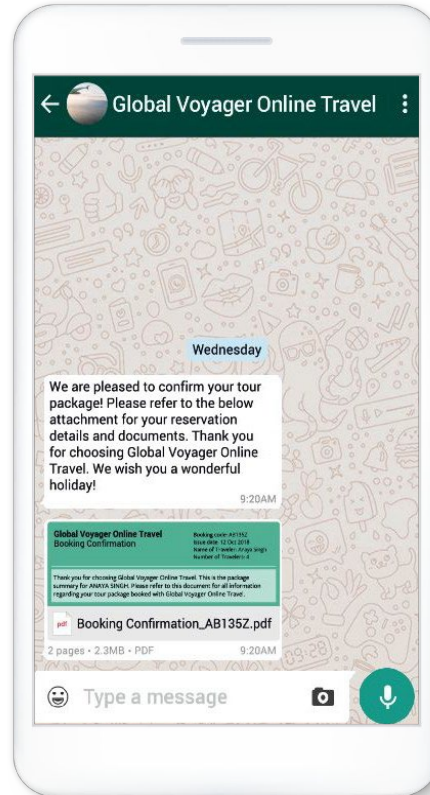 Global Voyager Online Travel
Wednesday
We are pleased to confirm your tour
package! Please refer to the below
attachment for your reservation
details and documents. Thank you
for choosing Global Voyager Online
Travel. We wish you a wonderful
holiday!
9:20AM
Global Voyager Online Travel
Booking Confirmation
Booking code: AB135Z
Issue date: 12 Oct 2018
Name of Traveler: Anaya Singh
Number of Travelers: 4
Thank you for choosing Global Voyager Online Travel. This is the package
summary for ANAYA SINGH. Please refer to this document for all information
regarding your tour package booked with Global Voyager Online Travel.
pdf Booking Confirmation_AB135Z.pdf
2 pages • 2.3MB • PDF 9:20AM
Type a message